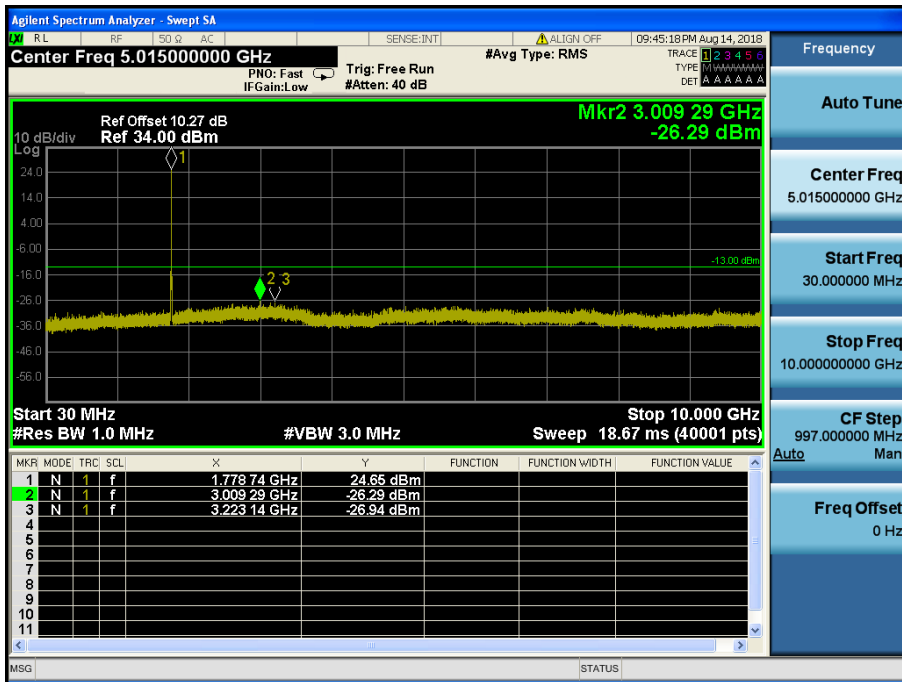 Agilent Spectrum Analyzer - Swept SA
LXI RL RF 50 Ω AC SENSE:INT ALIGN OFF 09:45:18 PM Aug 14, 2018
Center Freq 5.015000000 GHz
PNO: Fast
IFGain:Low
Trig: Free Run
#Atten: 40 dB
#Avg Type: RMS
TRACE 1 2 3 4 5 6
TYPE M WWWWW
DET A A A A A A
Mkr2 3.009 29 GHz
-26.29 dBm
Ref Offset 10.27 dB
10 dB/div Ref 34.00 dBm
Log
1
24.0
14.0
4.00
-6.00
-13.00 dBm
-16.0
2 3
-26.0
-36.0
-46.0
-56.0
Start 30 MHz Stop 10.000 GHz
#Res BW 1.0 MHz #VBW 3.0 MHz Sweep 18.67 ms (40001 pts)
MKR MODE TRC SCL X Y FUNCTION FUNCTION WIDTH FUNCTION VALUE
1 N 1 f 1.778 74 GHz 24.65 dBm
2 N 1 f 3.009 29 GHz -26.29 dBm
3 N 1 f 3.223 14 GHz -26.94 dBm
4
5
6
7
8
9
10
11
MSG STATUS
Frequency
Auto Tune
Center Freq
5.015000000 GHz
Start Freq
30.000000 MHz
Stop Freq
10.000000000 GHz
CF Step
997.000000 MHz
Auto Man
Freq Offset
0 Hz